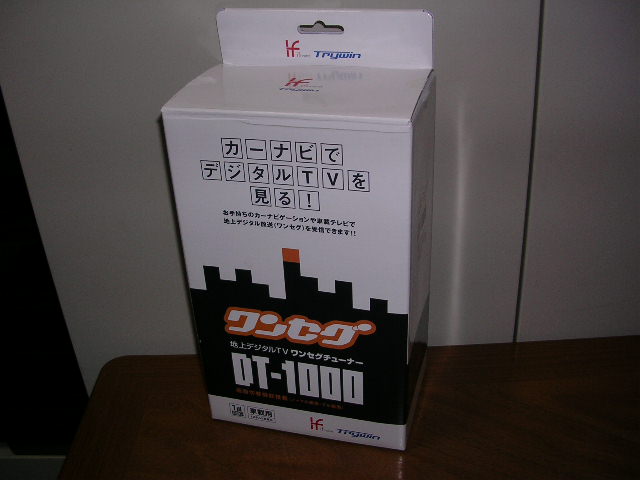 Trywin
Trywin
カーナビで
デジタルTVを
見る!
お手持ちのカーナビゲーションや車載テレビで
地上デジタル放送(ワンセグ)を受信できます!!
ワンセグ
地上デジタルTV ワンセグチューナー
DT-1000
車載用
Trywin